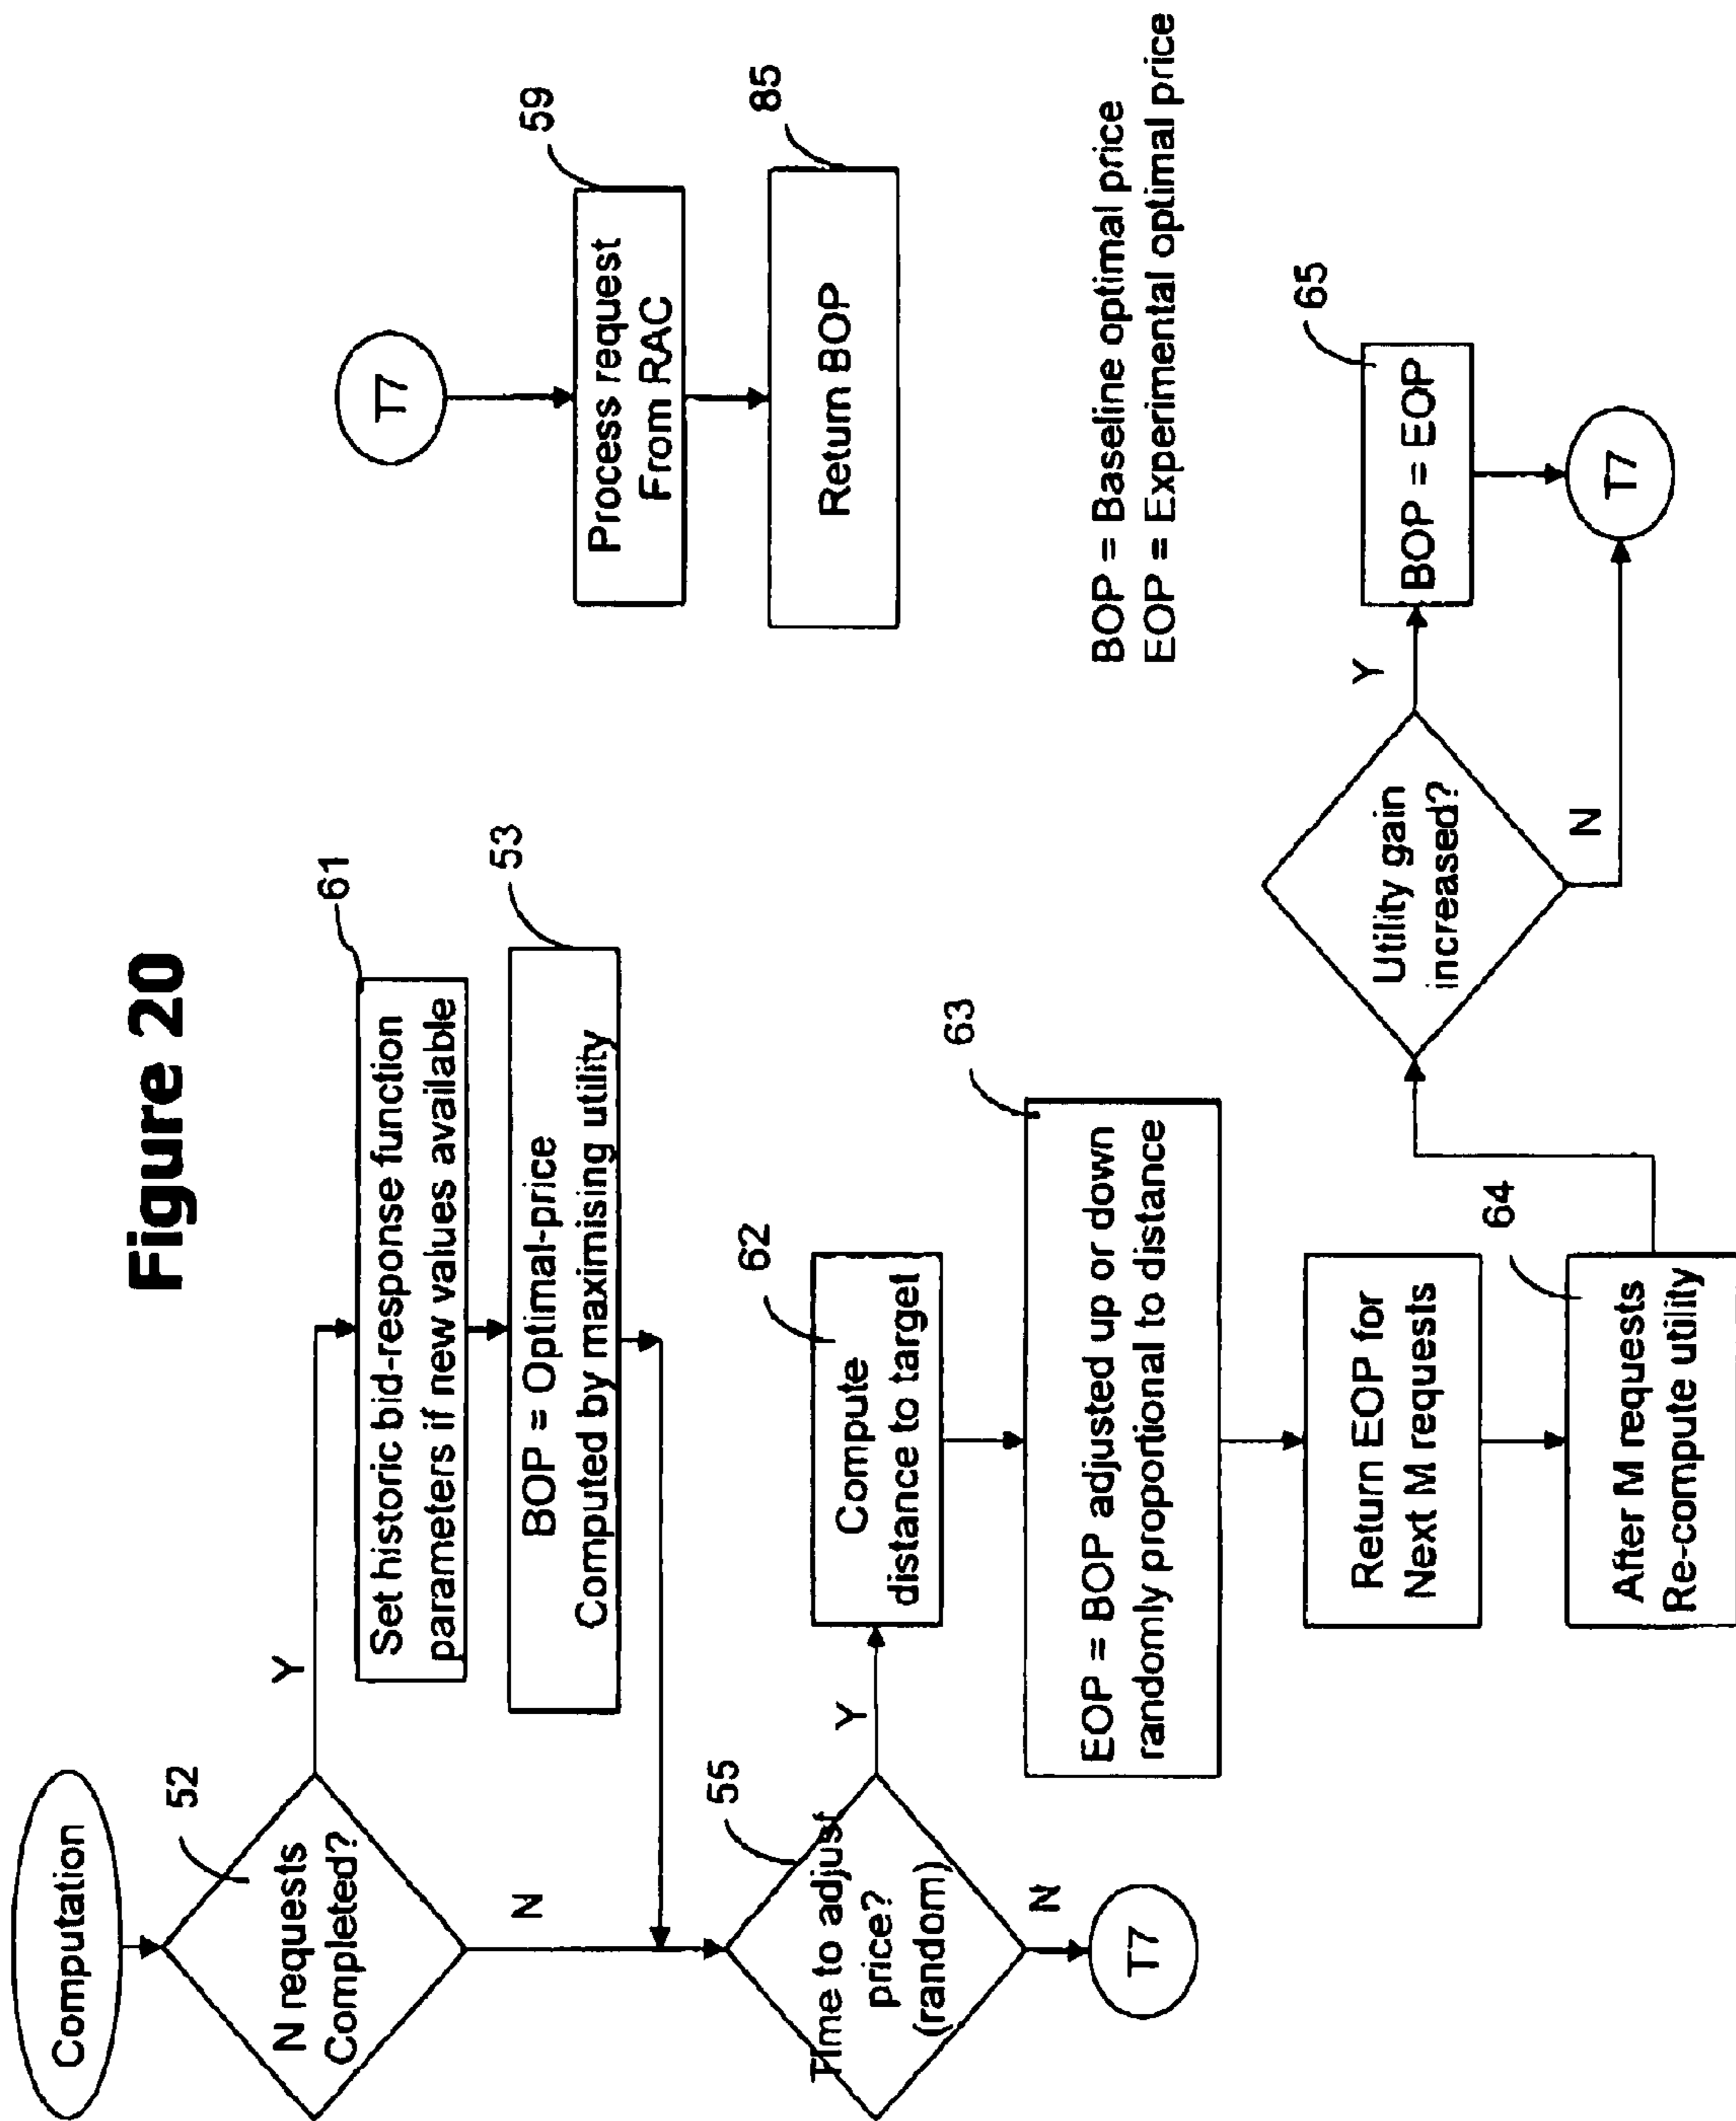 Figure 20
Computation
52
N requests
Completed?
Y
N
61
Set historic bid-response function
parameters if new values available
53
BOP = Optimal-price
Computed by maximising utility
55
Time to adjust
price?
(random)
Y
N
T7
62
Compute
distance to target
63
EOP = BOP adjusted up or down
randomly proportional to distance
Return EOP for
Next M requests
64
After M requests
Re-compute utility
Utility gain
increased?
Y
N
65
BOP = EOP
T7
T7
59
Process request
From RAC
85
Return BOP
BOP = Baseline optimal price
EOP = Experimental optimal price